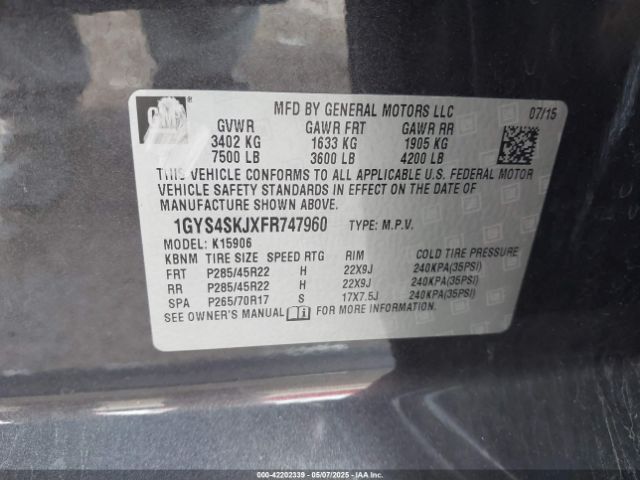 GM
MFD BY GENERAL MOTORS LLC 07/15
GVWR GAWR FRT GAWR RR
3402 KG 1633 KG 1905 KG
7500 LB 3600 LB 4200 LB
THIS VEHICLE CONFORMS TO ALL APPLICABLE U.S. FEDERAL MOTOR
VEHICLE SAFETY STANDARDS IN EFFECT ON THE DATE OF
MANUFACTURE SHOWN ABOVE.
1GYS4SKJXFR747960 TYPE: M.P.V.
MODEL: K15906
KBNM TIRE SIZE SPEED RTG RIM COLD TIRE PRESSURE
FRT P285/45R22 H 22X9J 240KPA(35PSI)
RR P285/45R22 H 22X9J 240KPA(35PSI)
SPA P265/70R17 S 17X7.5J 240KPA(35PSI)
SEE OWNER'S MANUAL FOR MORE INFORMATION.
000-42202339 - 05/07/2025 - IAAI.COM